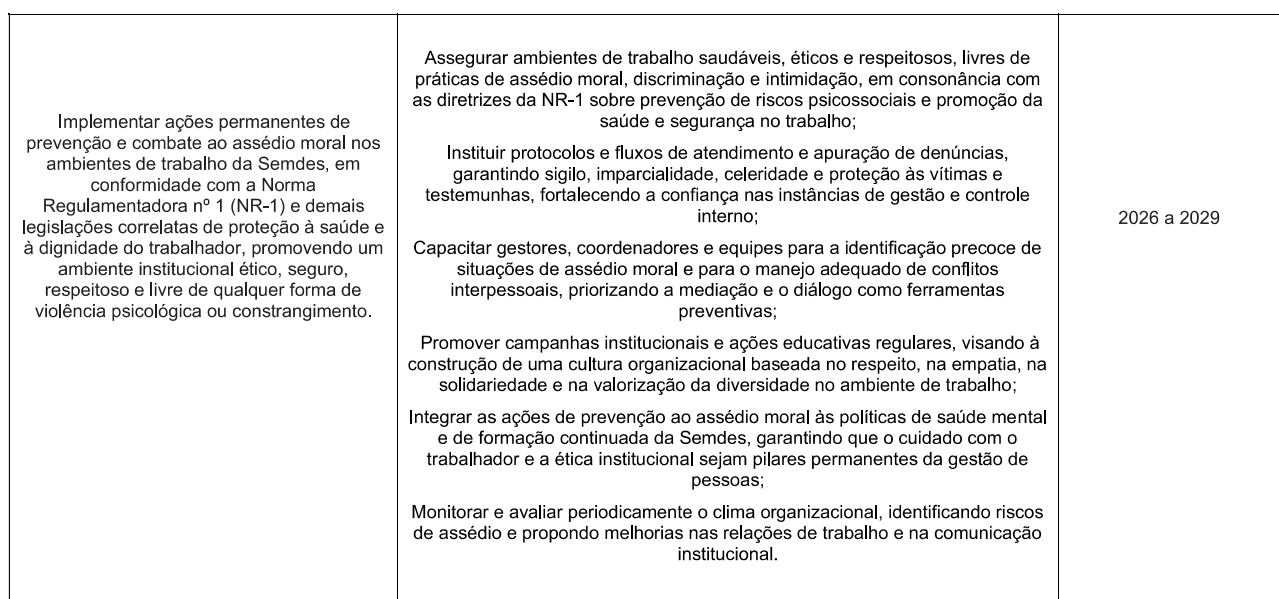 Implementar ações permanentes de
prevenção e combate ao assédio moral nos
ambientes de trabalho da Semdes, em
conformidade com a Norma
Regulamentadora nº 1 (NR-1) e demais
legislações correlatas de proteção à saúde e
à dignidade do trabalhador, promovendo um
ambiente institucional ético, seguro,
respeitoso e livre de qualquer forma de
violência psicológica ou constrangimento.
Assegurar ambientes de trabalho saudáveis, éticos e respeitosos, livres de
práticas de assédio moral, discriminação e intimidação, em consonância com
as diretrizes da NR-1 sobre prevenção de riscos psicossociais e promoção da
saúde e segurança no trabalho;
Instituir protocolos e fluxos de atendimento e apuração de denúncias,
garantindo sigilo, imparcialidade, celeridade e proteção às vítimas e
testemunhas, fortalecendo a confiança nas instâncias de gestão e controle
interno;
Capacitar gestores, coordenadores e equipes para a identificação precoce de
situações de assédio moral e para o manejo adequado de conflitos
interpessoais, priorizando a mediação e o diálogo como ferramentas
preventivas;
Promover campanhas institucionais e ações educativas regulares, visando à
construção de uma cultura organizacional baseada no respeito, na empatia, na
solidariedade e na valorização da diversidade no ambiente de trabalho;
Integrar as ações de prevenção ao assédio moral às políticas de saúde mental
e de formação continuada da Semdes, garantindo que o cuidado com o
trabalhador e a ética institucional sejam pilares permanentes da gestão de
pessoas;
Monitorar e avaliar periodicamente o clima organizacional, identificando riscos
de assédio e propondo melhorias nas relações de trabalho e na comunicação
institucional.
2026 a 2029